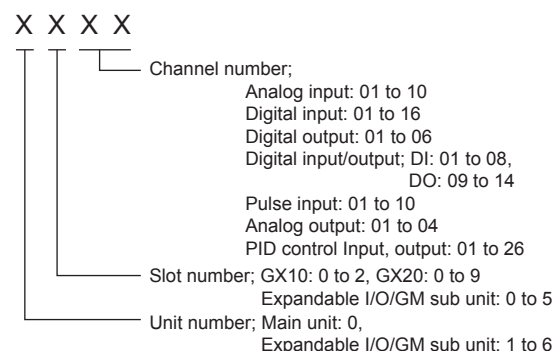 X X X X
Channel number;
Analog input: 01 to 10
Digital input: 01 to 16
Digital output: 01 to 06
Digital input/output; DI: 01 to 08,
DO: 09 to 14
Pulse input: 01 to 10
Analog output: 01 to 04
PID control Input, output: 01 to 26
Slot number; GX10: 0 to 2, GX20: 0 to 9
Expandable I/O/GM sub unit: 0 to 5
Unit number; Main unit: 0,
Expandable I/O/GM sub unit: 1 to 6